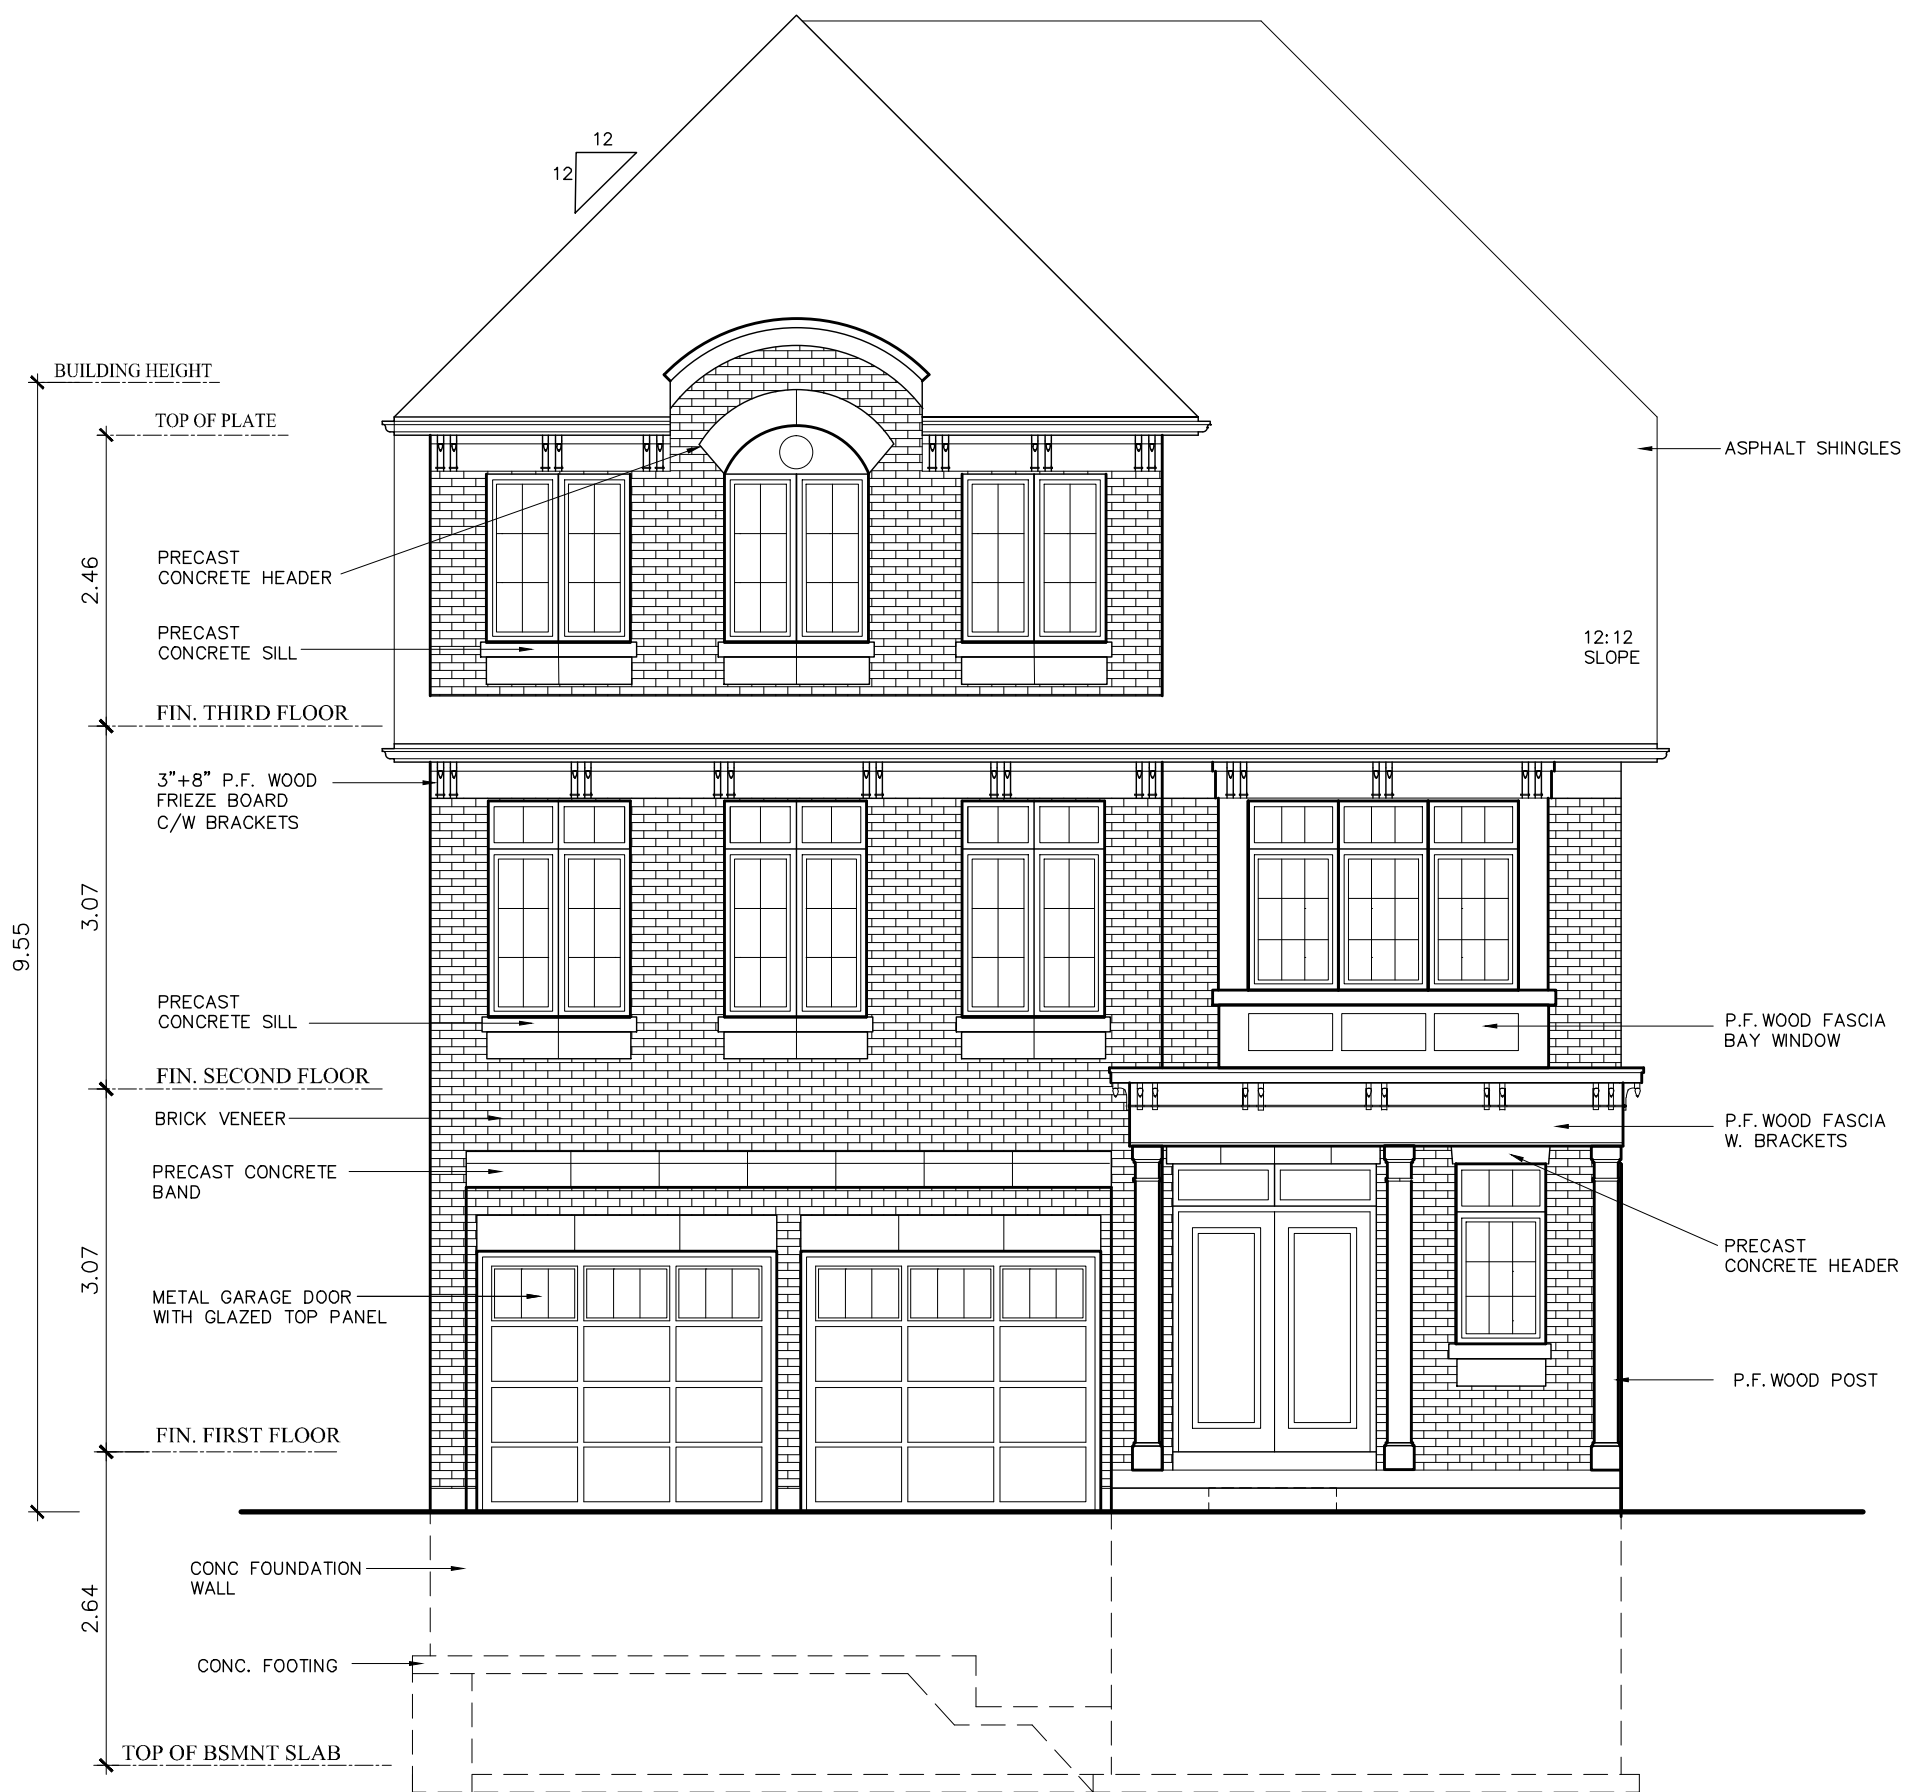 12
12
BUILDING HEIGHT
TOP OF PLATE
ASPHALT SHINGLES
PRECAST
CONCRETE HEADER
2.46
PRECAST
CONCRETE SILL
12:12
SLOPE
FIN. THIRD FLOOR
3"+8" P.F. WOOD
FRIEZE BOARD
C/W BRACKETS
3.07
9.55
PRECAST
CONCRETE SILL
P.F. WOOD FASCIA
BAY WINDOW
FIN. SECOND FLOOR
BRICK VENEER
P.F. WOOD FASCIA
W. BRACKETS
PRECAST CONCRETE
BAND
3.07
PRECAST
CONCRETE HEADER
METAL GARAGE DOOR
WITH GLAZED TOP PANEL
P.F. WOOD POST
FIN. FIRST FLOOR
CONC FOUNDATION
WALL
2.64
CONC. FOOTING
TOP OF BSMNT SLAB